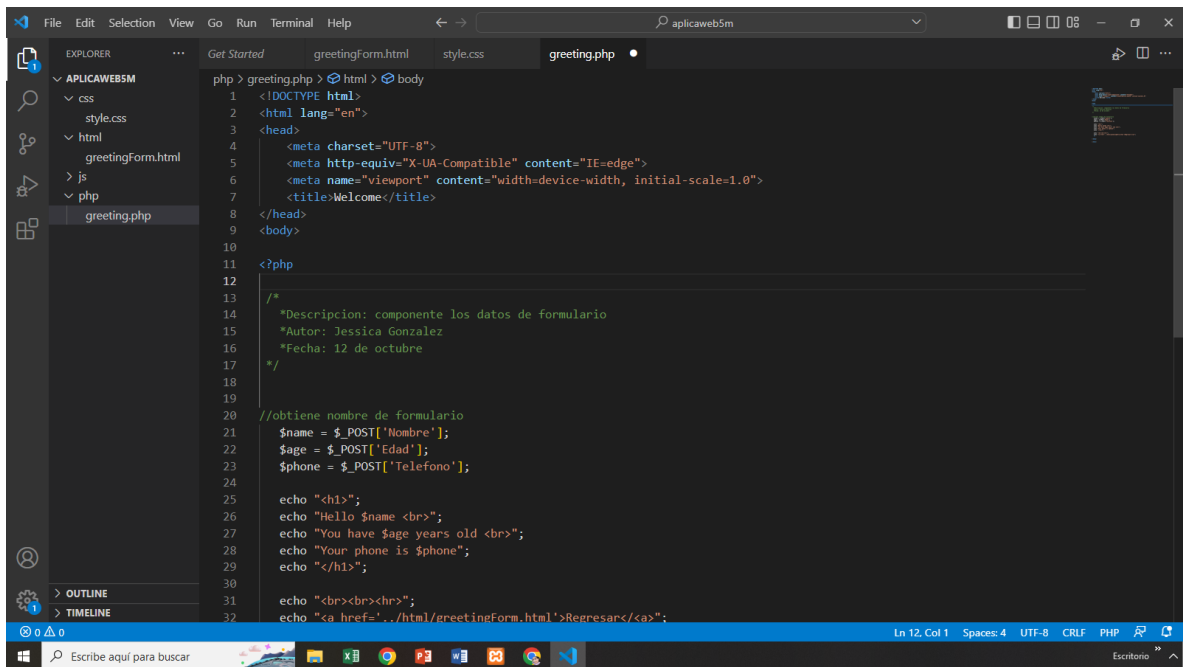 File Edit Selection View Go Run Terminal Help aplicaweb5m
EXPLORER Get Started greetingForm.html style.css greeting.php
APLICAWEB5M
css
style.css
html
greetingForm.html
js
php
greeting.php
php > greeting.php > html > body
1 <!DOCTYPE html>
2 <html lang="en">
3 <head>
4 <meta charset="UTF-8">
5 <meta http-equiv="X-UA-Compatible" content="IE=edge">
6 <meta name="viewport" content="width=device-width, initial-scale=1.0">
7 <title>Welcome</title>
8 </head>
9 <body>
10
11 <?php
12
13 /*
14 *Descripcion: componente los datos de formulario
15 *Autor: Jessica Gonzalez
16 *Fecha: 12 de octubre
17 */
18
19
20 //obtiene nombre de formulario
21 $name = $_POST['Nombre'];
22 $age = $_POST['Edad'];
23 $phone = $_POST['Telefono'];
24
25 echo "<h1>";
26 echo "Hello $name <br>";
27 echo "You have $age years old <br>";
28 echo "Your phone is $phone";
29 echo "</h1>";
30
31 echo "<br><br><hr>";
32 echo "<a href='../html/greetingForm.html'>Regresar</a>";
OUTLINE
TIMELINE
0 0 Ln 12, Col 1 Spaces: 4 UTF-8 CRLF PHP
Escribe aquí para buscar Escritorio